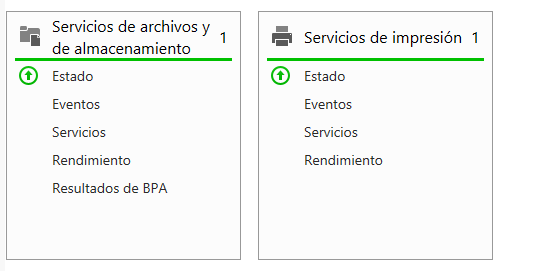 Servicios de archivos y
de almacenamiento 1
Estado
Eventos
Servicios
Rendimiento
Resultados de BPA
Servicios de impresión 1
Estado
Eventos
Servicios
Rendimiento